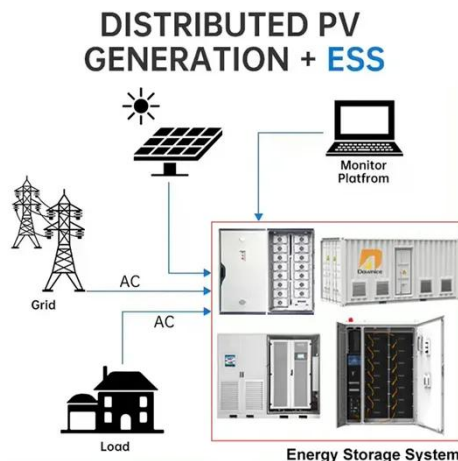 DISTRIBUTED PV
GENERATION + ESS
Monitor
Platfrom
Grid
AC
AC
Load
Energy Storage System